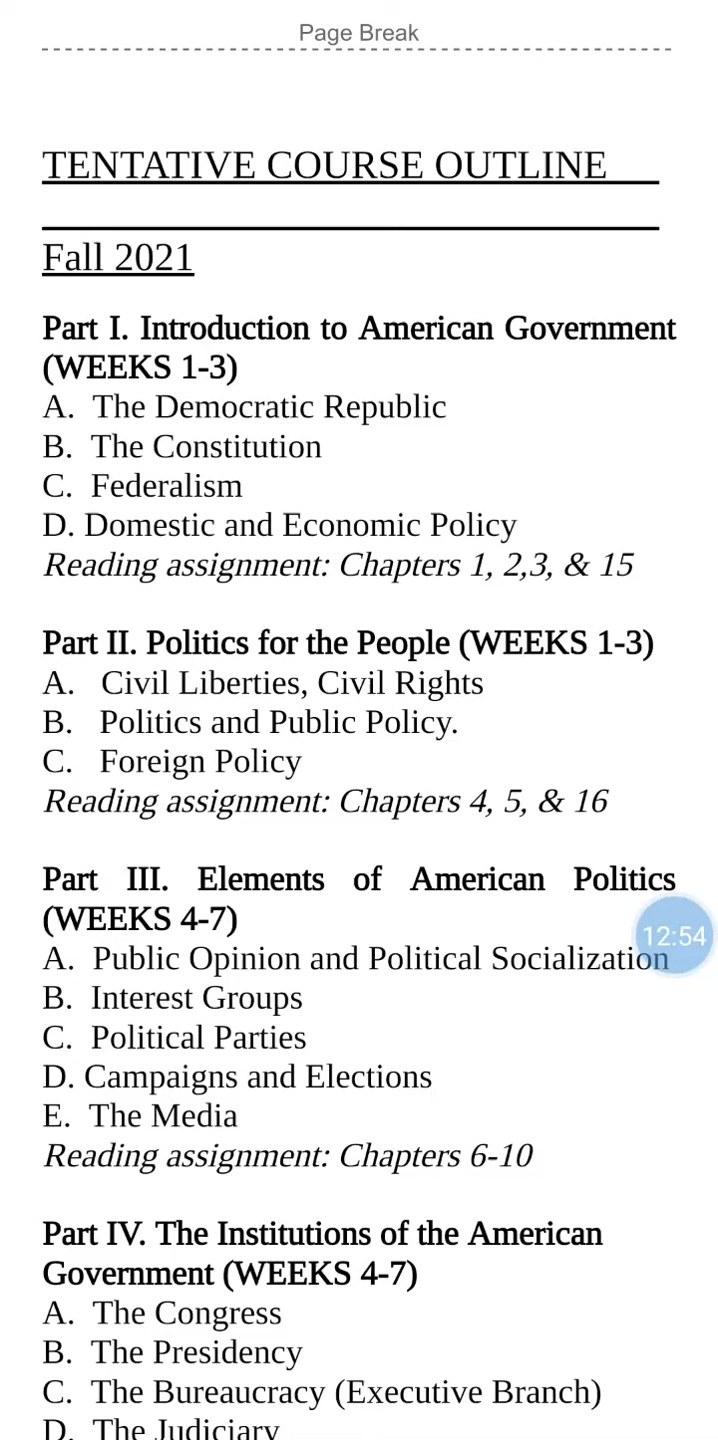 Page Break
TENTATIVE COURSE OUTLINE
Fall 2021
Part I. Introduction to American Government
(WEEKS 1-3)
A. The Democratic Republic
B. The Constitution
C. Federalism
D. Domestic and Economic Policy
Reading assignment: Chapters 1, 2,3, & 15
Part II. Politics for the People (WEEKS 1-3)
A. Civil Liberties, Civil Rights
B. Politics and Public Policy.
C. Foreign Policy
Reading assignment: Chapters 4, 5, & 16
Part III. Elements of American Politics
(WEEKS 4-7)
12:54
A. Public Opinion and Political Socialization
B. Interest Groups
C. Political Parties
D. Campaigns and Elections
E. The Media
Reading assignment: Chapters 6-10
Part IV. The Institutions of the American
Government (WEEKS 4-7)
A. The Congress
B. The Presidency
C. The Bureaucracy (Executive Branch)
D. The Judiciary